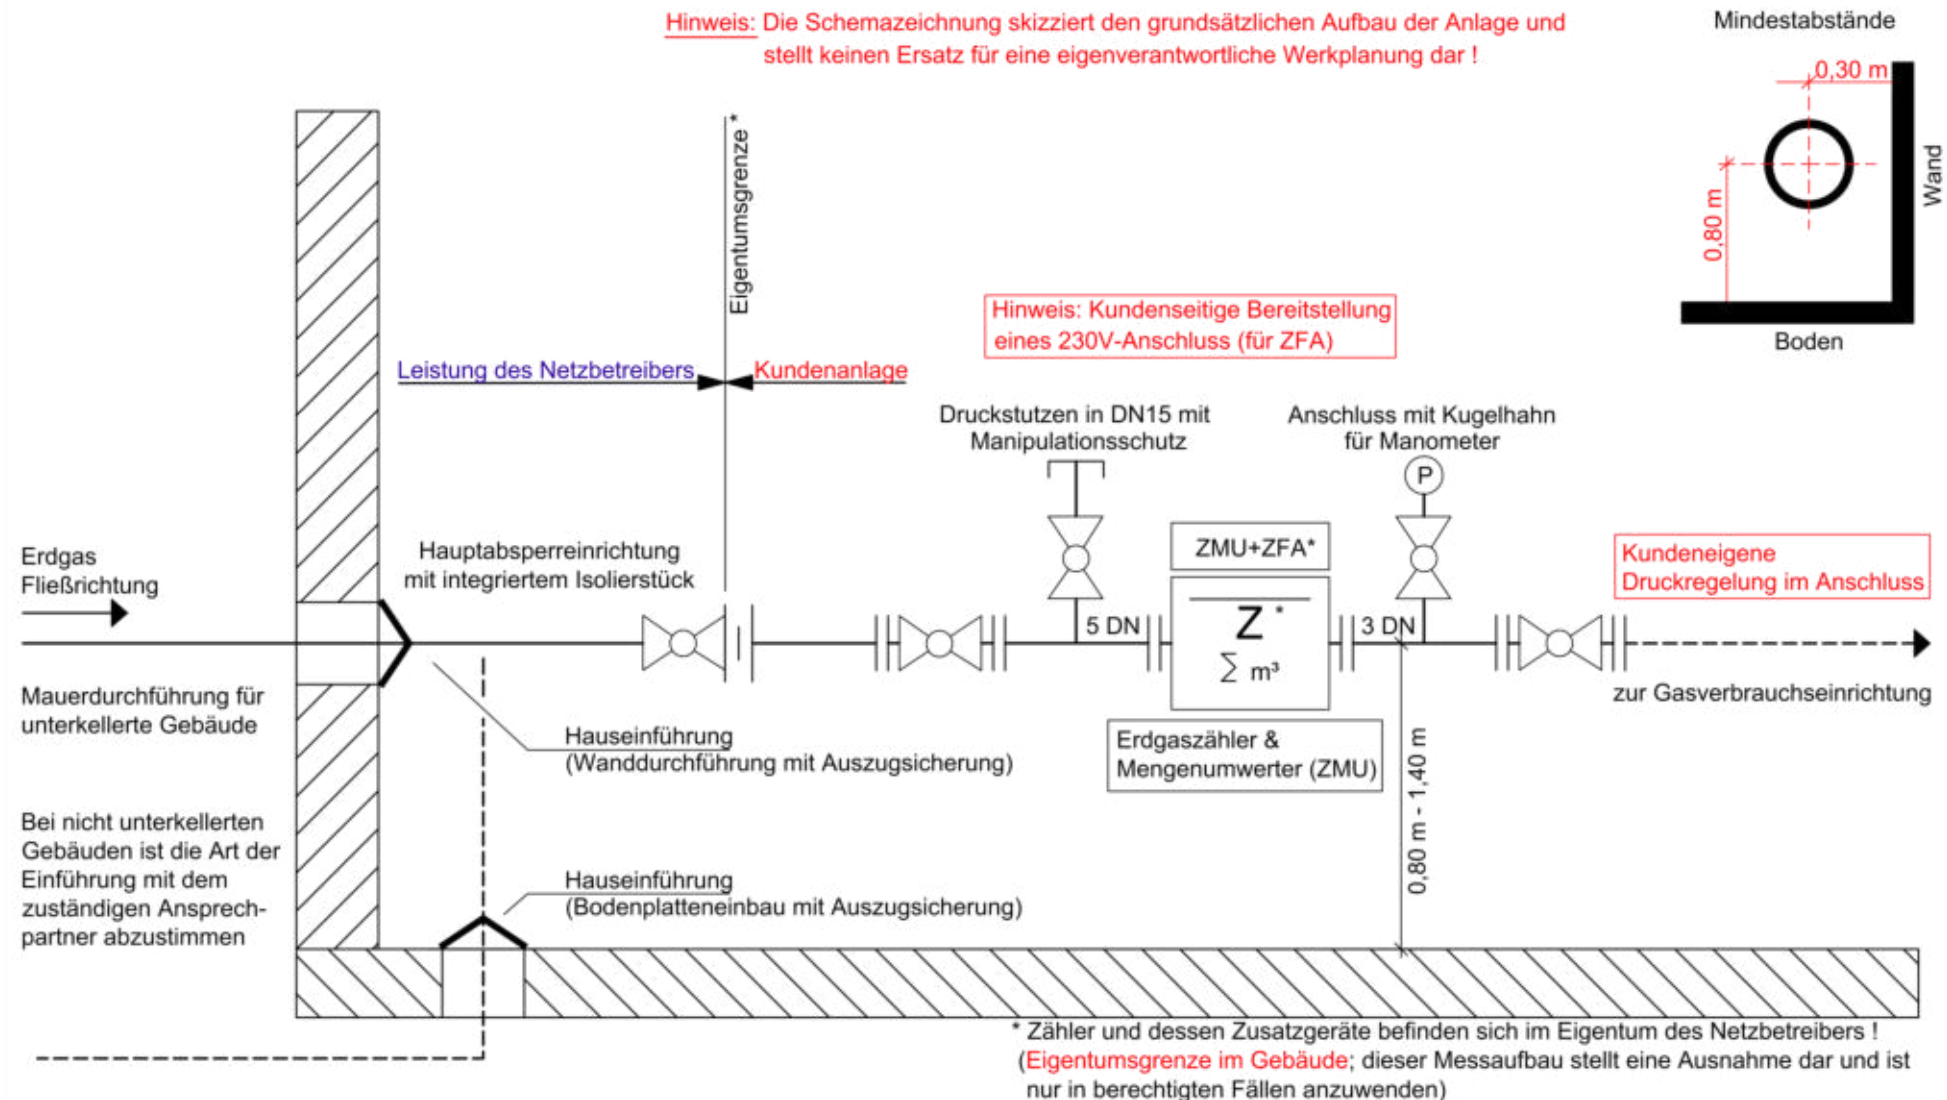 Hinweis: Die Schemazeichnung skizziert den grundsätzlichen Aufbau der Anlage und
stellt keinen Ersatz für eine eigenverantwortliche Werkplanung dar !
Mindestabstände
0,30 m
0,80 m
Wand
Boden
Eigentumsgrenze *
Leistung des Netzbetreibers
Kundenanlage
Hinweis: Kundenseitige Bereitstellung
eines 230V-Anschluss (für ZFA)
Druckstutzen in DN15 mit
Manipulationsschutz
Anschluss mit Kugelhahn
für Manometer
P
Erdgas
Fließrichtung
Hauptabsperreinrichtung
mit integriertem Isolierstück
ZMU+ZFA*
Kundeneigene
Druckregelung im Anschluss
5 DN
Z *
∑ m³
3 DN
Mauerdurchführung für
unterkellerte Gebäude
zur Gasverbrauchseinrichtung
Hauseinführung
(Wanddurchführung mit Auszugsicherung)
Erdgaszähler &
Mengenumwerter (ZMU)
0,80 m - 1,40 m
Bei nicht unterkellerten
Gebäuden ist die Art der
Einführung mit dem
zuständigen Ansprech-
partner abzustimmen
Hauseinführung
(Bodenplatteneinbau mit Auszugsicherung)
* Zähler und dessen Zusatzgeräte befinden sich im Eigentum des Netzbetreibers !
(Eigentumsgrenze im Gebäude; dieser Messaufbau stellt eine Ausnahme dar und ist
nur in berechtigten Fällen anzuwenden)